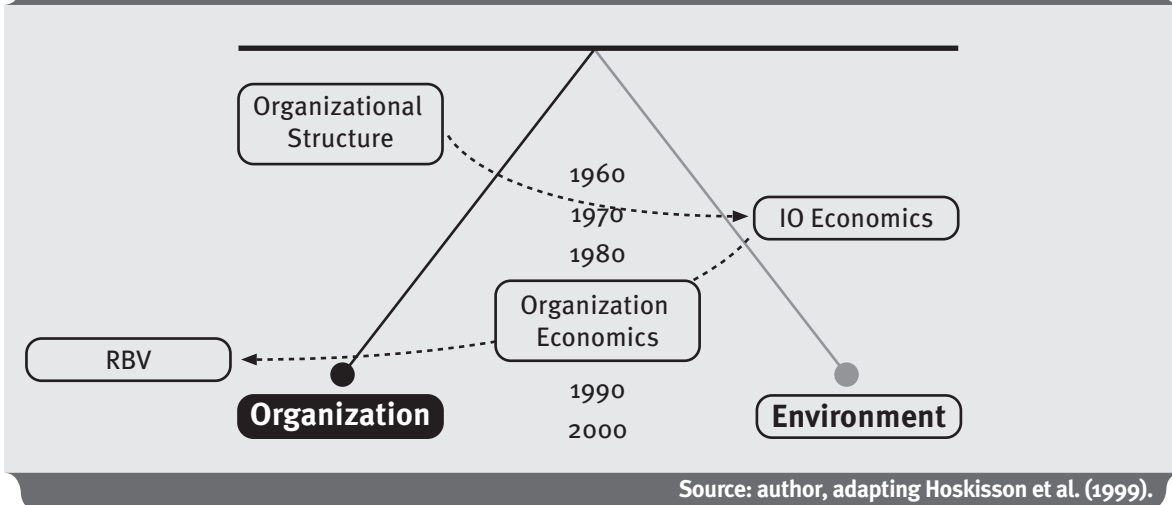 Organizational
Structure
1960
1970
IO Economics
1980
Organization
Economics
RBV
1990
Organization
Environment
2000
Source: author, adapting Hoskisson et al. (1999).